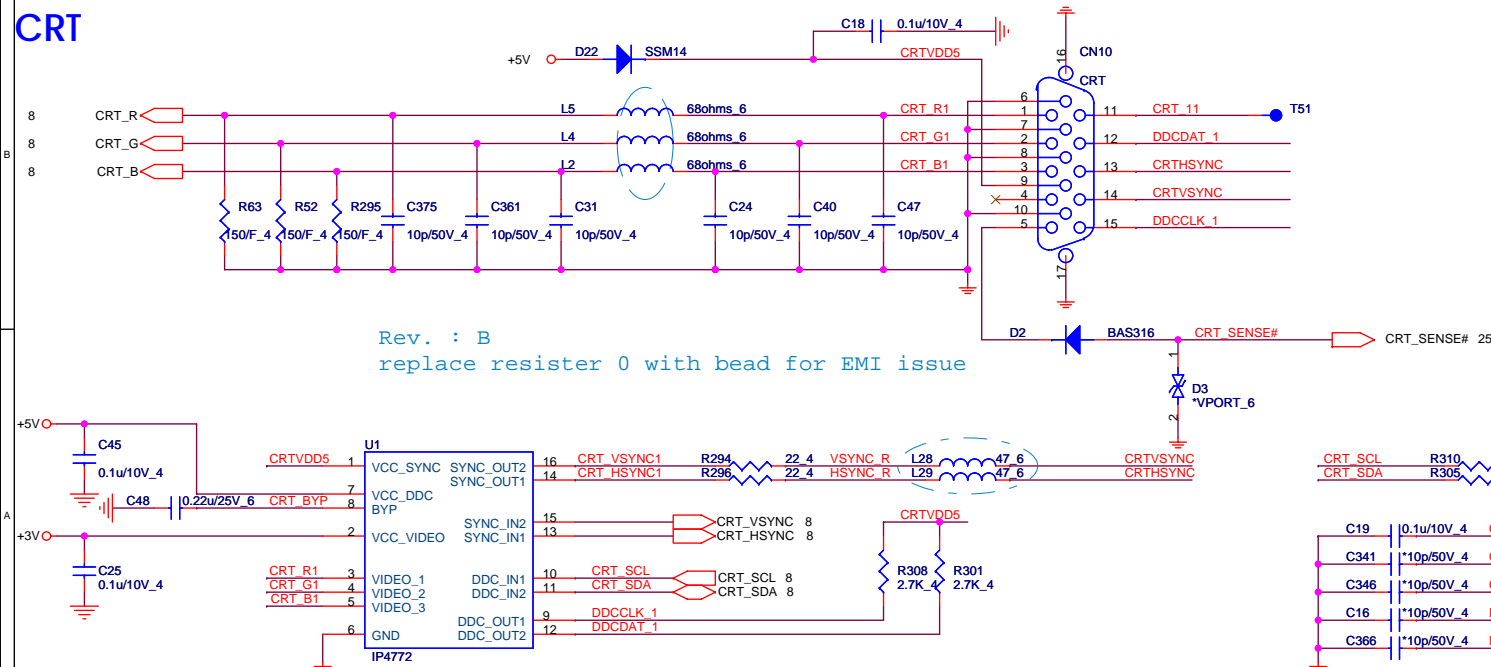 CRT
C18 0.1u/10V_4
+5V D22 SSM14 CRTVDD5
16 CN10
CRT
8 CRT_R L5 68ohms_6 CRT_R1
8 CRT_G L4 68ohms_6 CRT_G1
8 CRT_B L2 68ohms_6 CRT_B1
6
1
7
2
8
3
9
4
10
5
11 CRT_11 T51
12 DDCDAT_1
13 CRTHSYNC
14 CRTVSYNC
15 DDCCLK_1
17
B
R63 R52 R295 C375 C361 C31 C24 C40 C47
150/F_4 150/F_4 150/F_4 10p/50V_4 10p/50V_4 10p/50V_4 10p/50V_4 10p/50V_4 10p/50V_4
Rev. : B
replace resister 0 with bead for EMI issue
D2 BAS316 CRT_SENSE# CRT_SENSE# 25
1
D3
*VPORT_6
2
+5V
C45
0.1u/10V_4
C48 0.22u/25V_6 CRT_BYP
A
+3V
C25
0.1u/10V_4
U1
CRTVDD5 1 VCC_SYNC
7 VCC_DDC
8 BYP
2 VCC_VIDEO
CRT_R1 3 VIDEO_1
CRT_G1 4 VIDEO_2
CRT_B1 5 VIDEO_3
6 GND
IP4772
SYNC_OUT2 16 CRT_VSYNC1 R294 22_4 VSYNC_R L28 47_6 CRTVSYNC
SYNC_OUT1 14 CRT_HSYNC1 R296 22_4 HSYNC_R L29 47_6 CRTHSYNC
SYNC_IN2 15 CRT_VSYNC 8
SYNC_IN1 13 CRT_HSYNC 8
DDC_IN1 10 CRT_SCL CRT_SCL 8
DDC_IN2 11 CRT_SDA CRT_SDA 8
DDC_OUT1 9 DDCCLK_1
DDC_OUT2 12 DDCDAT_1
CRTVDD5
R308 R301
2.7K_4 2.7K_4
CRT_SCL R310
CRT_SDA R305
C19 0.1u/10V_4
C341 *10p/50V_4
C346 *10p/50V_4
C16 *10p/50V_4
C366 *10p/50V_4